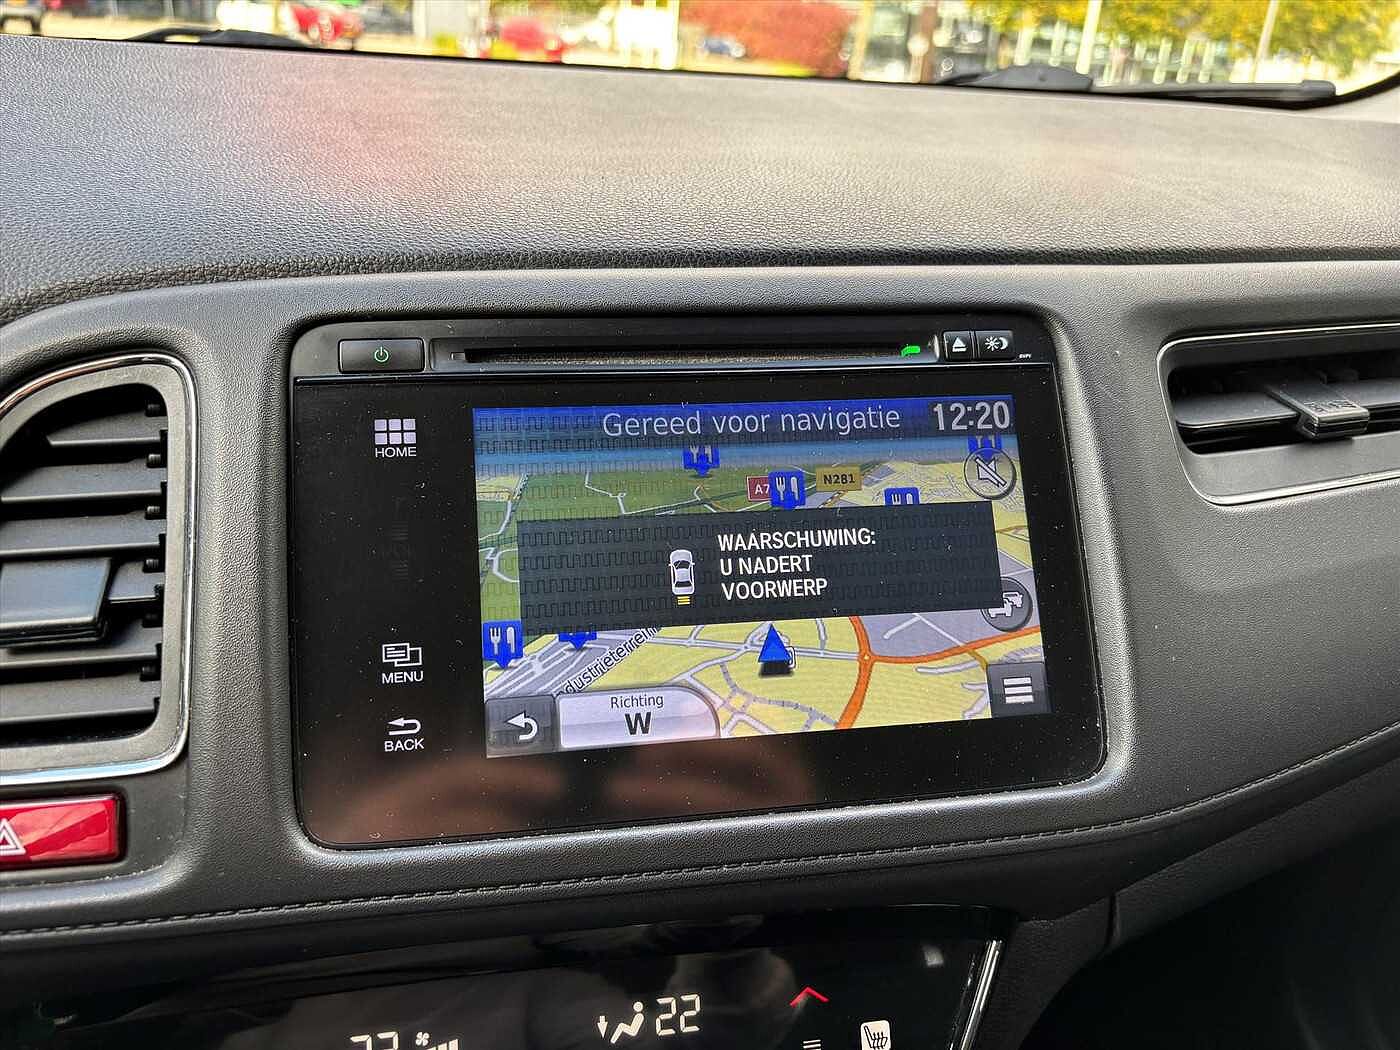 HOME
MENU
BACK
Gereed voor navigatie
12:20
A7
N281
WAARSCHUWING:
U NADERT
VOORWERP
Richting
W
22